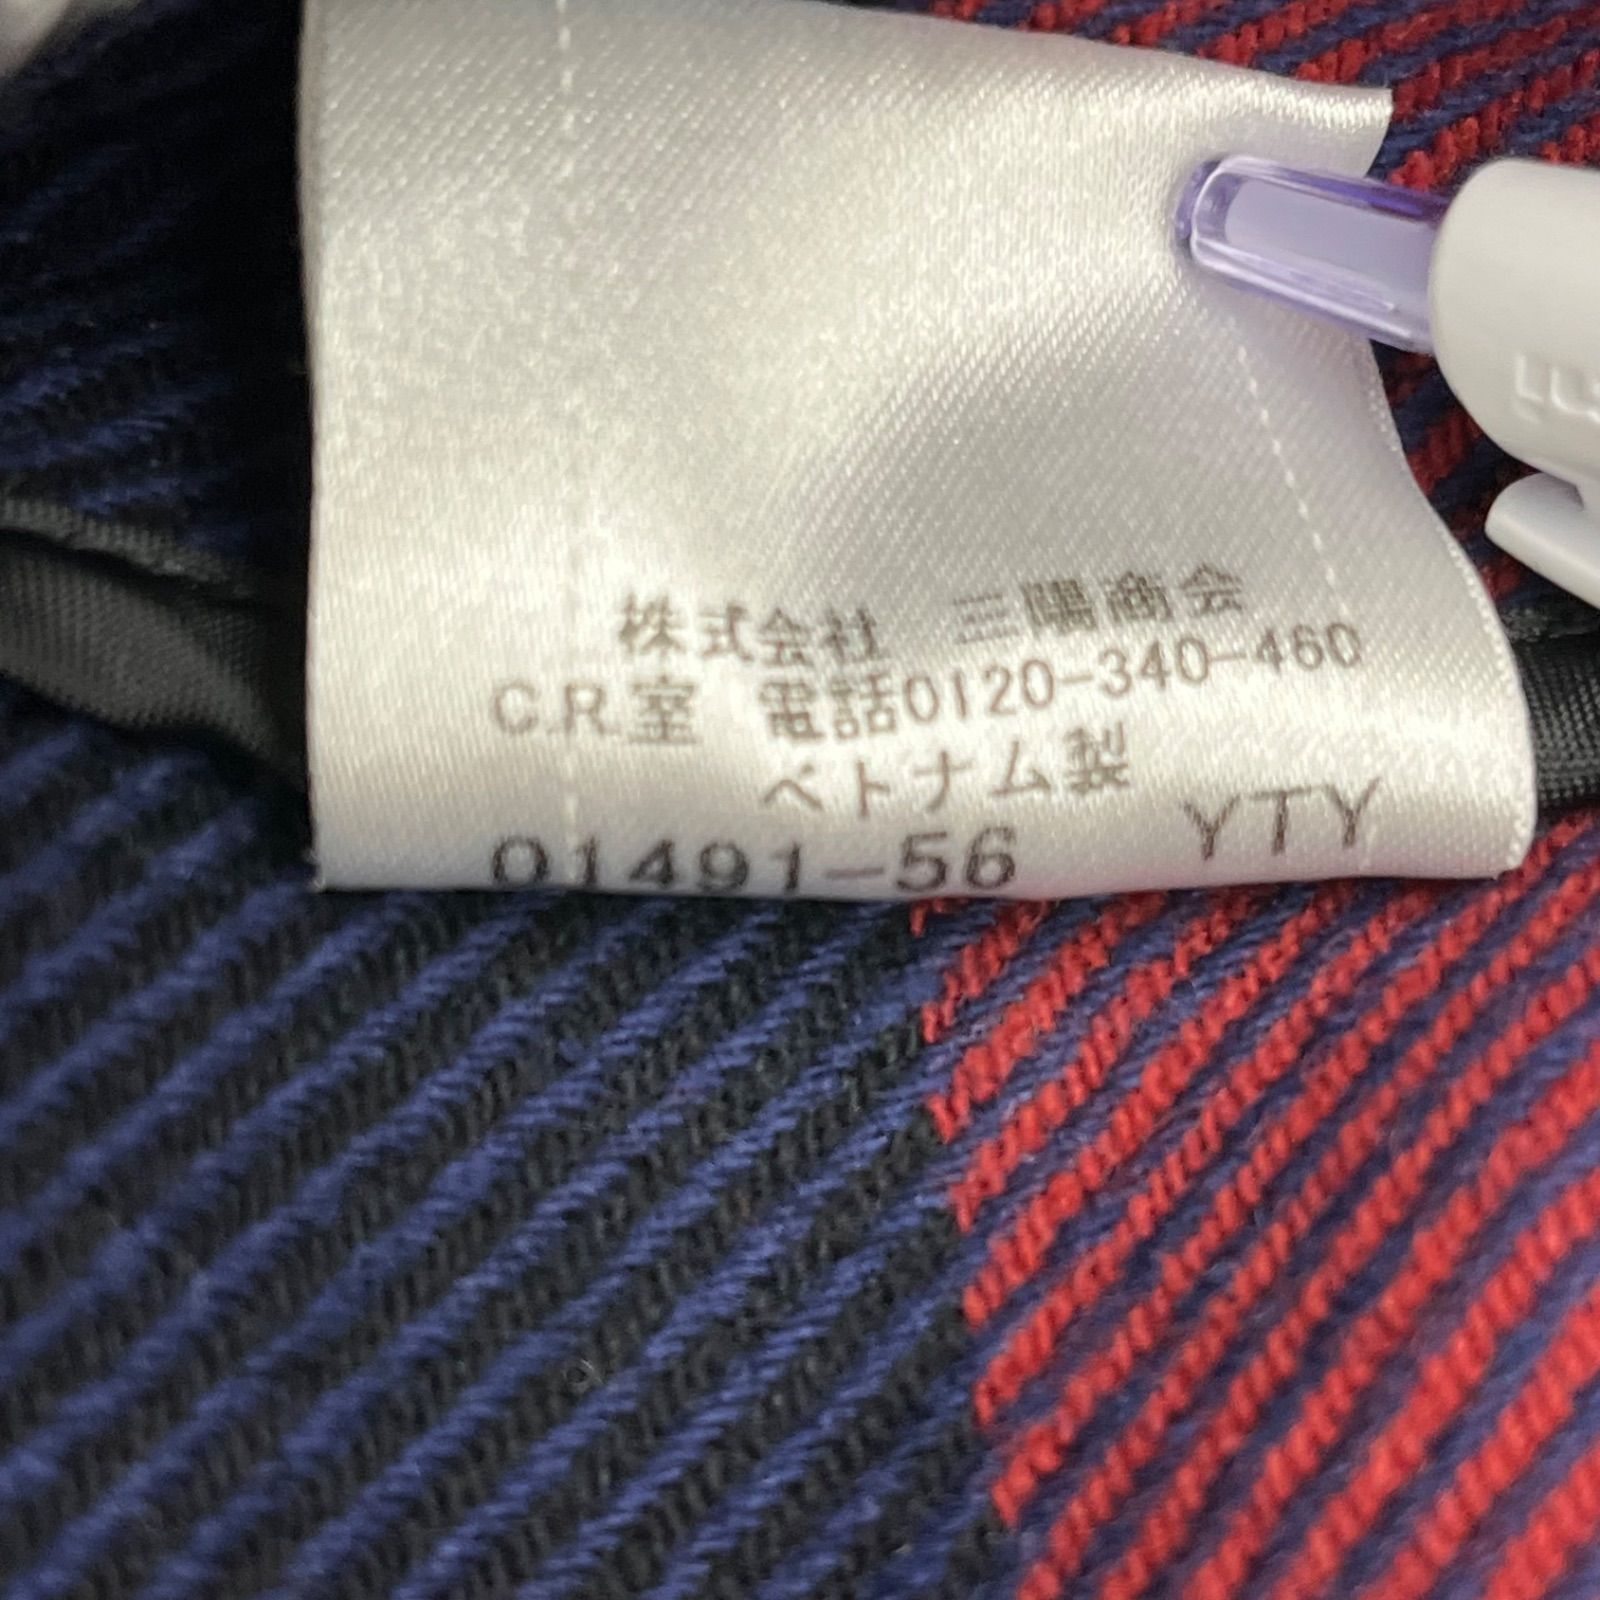 株式会社 三陽商会
C.R.室 電話0120-340-460
ベトナム製
01491-56 YTY